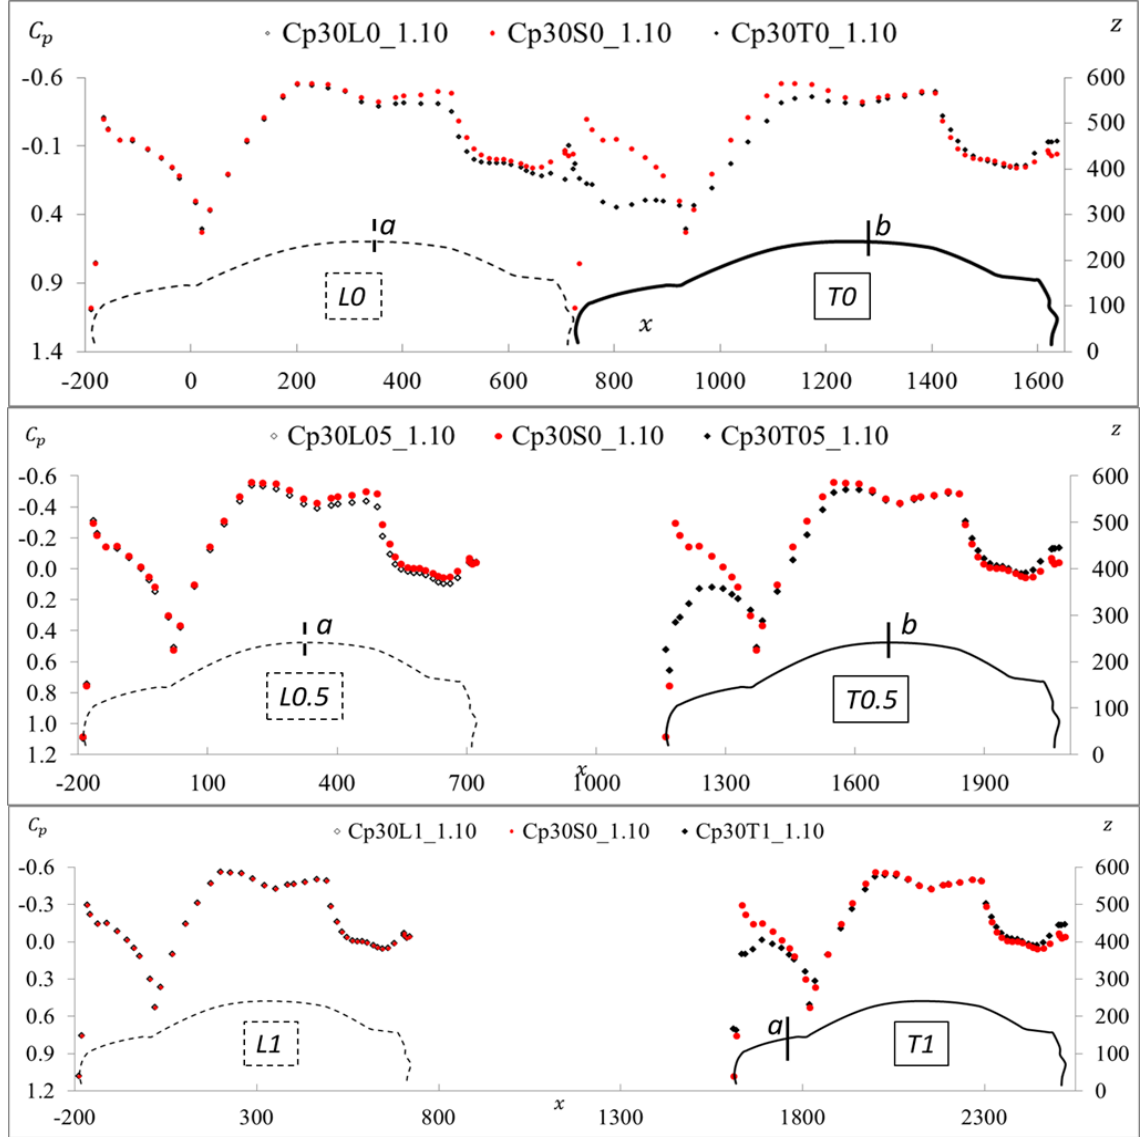 Cp Cp30L0_1.10 Cp30S0_1.10 Cp30T0_1.10 z
-0.6 600
500
-0.1
400
0.4 300
a b
200
0.9 L0 T0
100
x
1.4 0
-200 0 200 400 600 800 1000 1200 1400 1600
Cp Cp30L05_1.10 Cp30S0_1.10 Cp30T05_1.10 z
-0.6 600
-0.4
500
-0.2
0.0 400
0.2
300
0.4
a b
0.6 200
0.8 L0.5 T0.5
100
1.0
1.2 0
x
-200 100 400 700 1000 1300 1600 1900
Cp Cp30L1_1.10 Cp30S0_1.10 Cp30T1_1.10 z
-0.6 600
-0.3 500
0.0 400
0.3 300
0.6 200
a
L1 T1
0.9 100
1.2 0
x
-200 300 800 1300 1800 2300